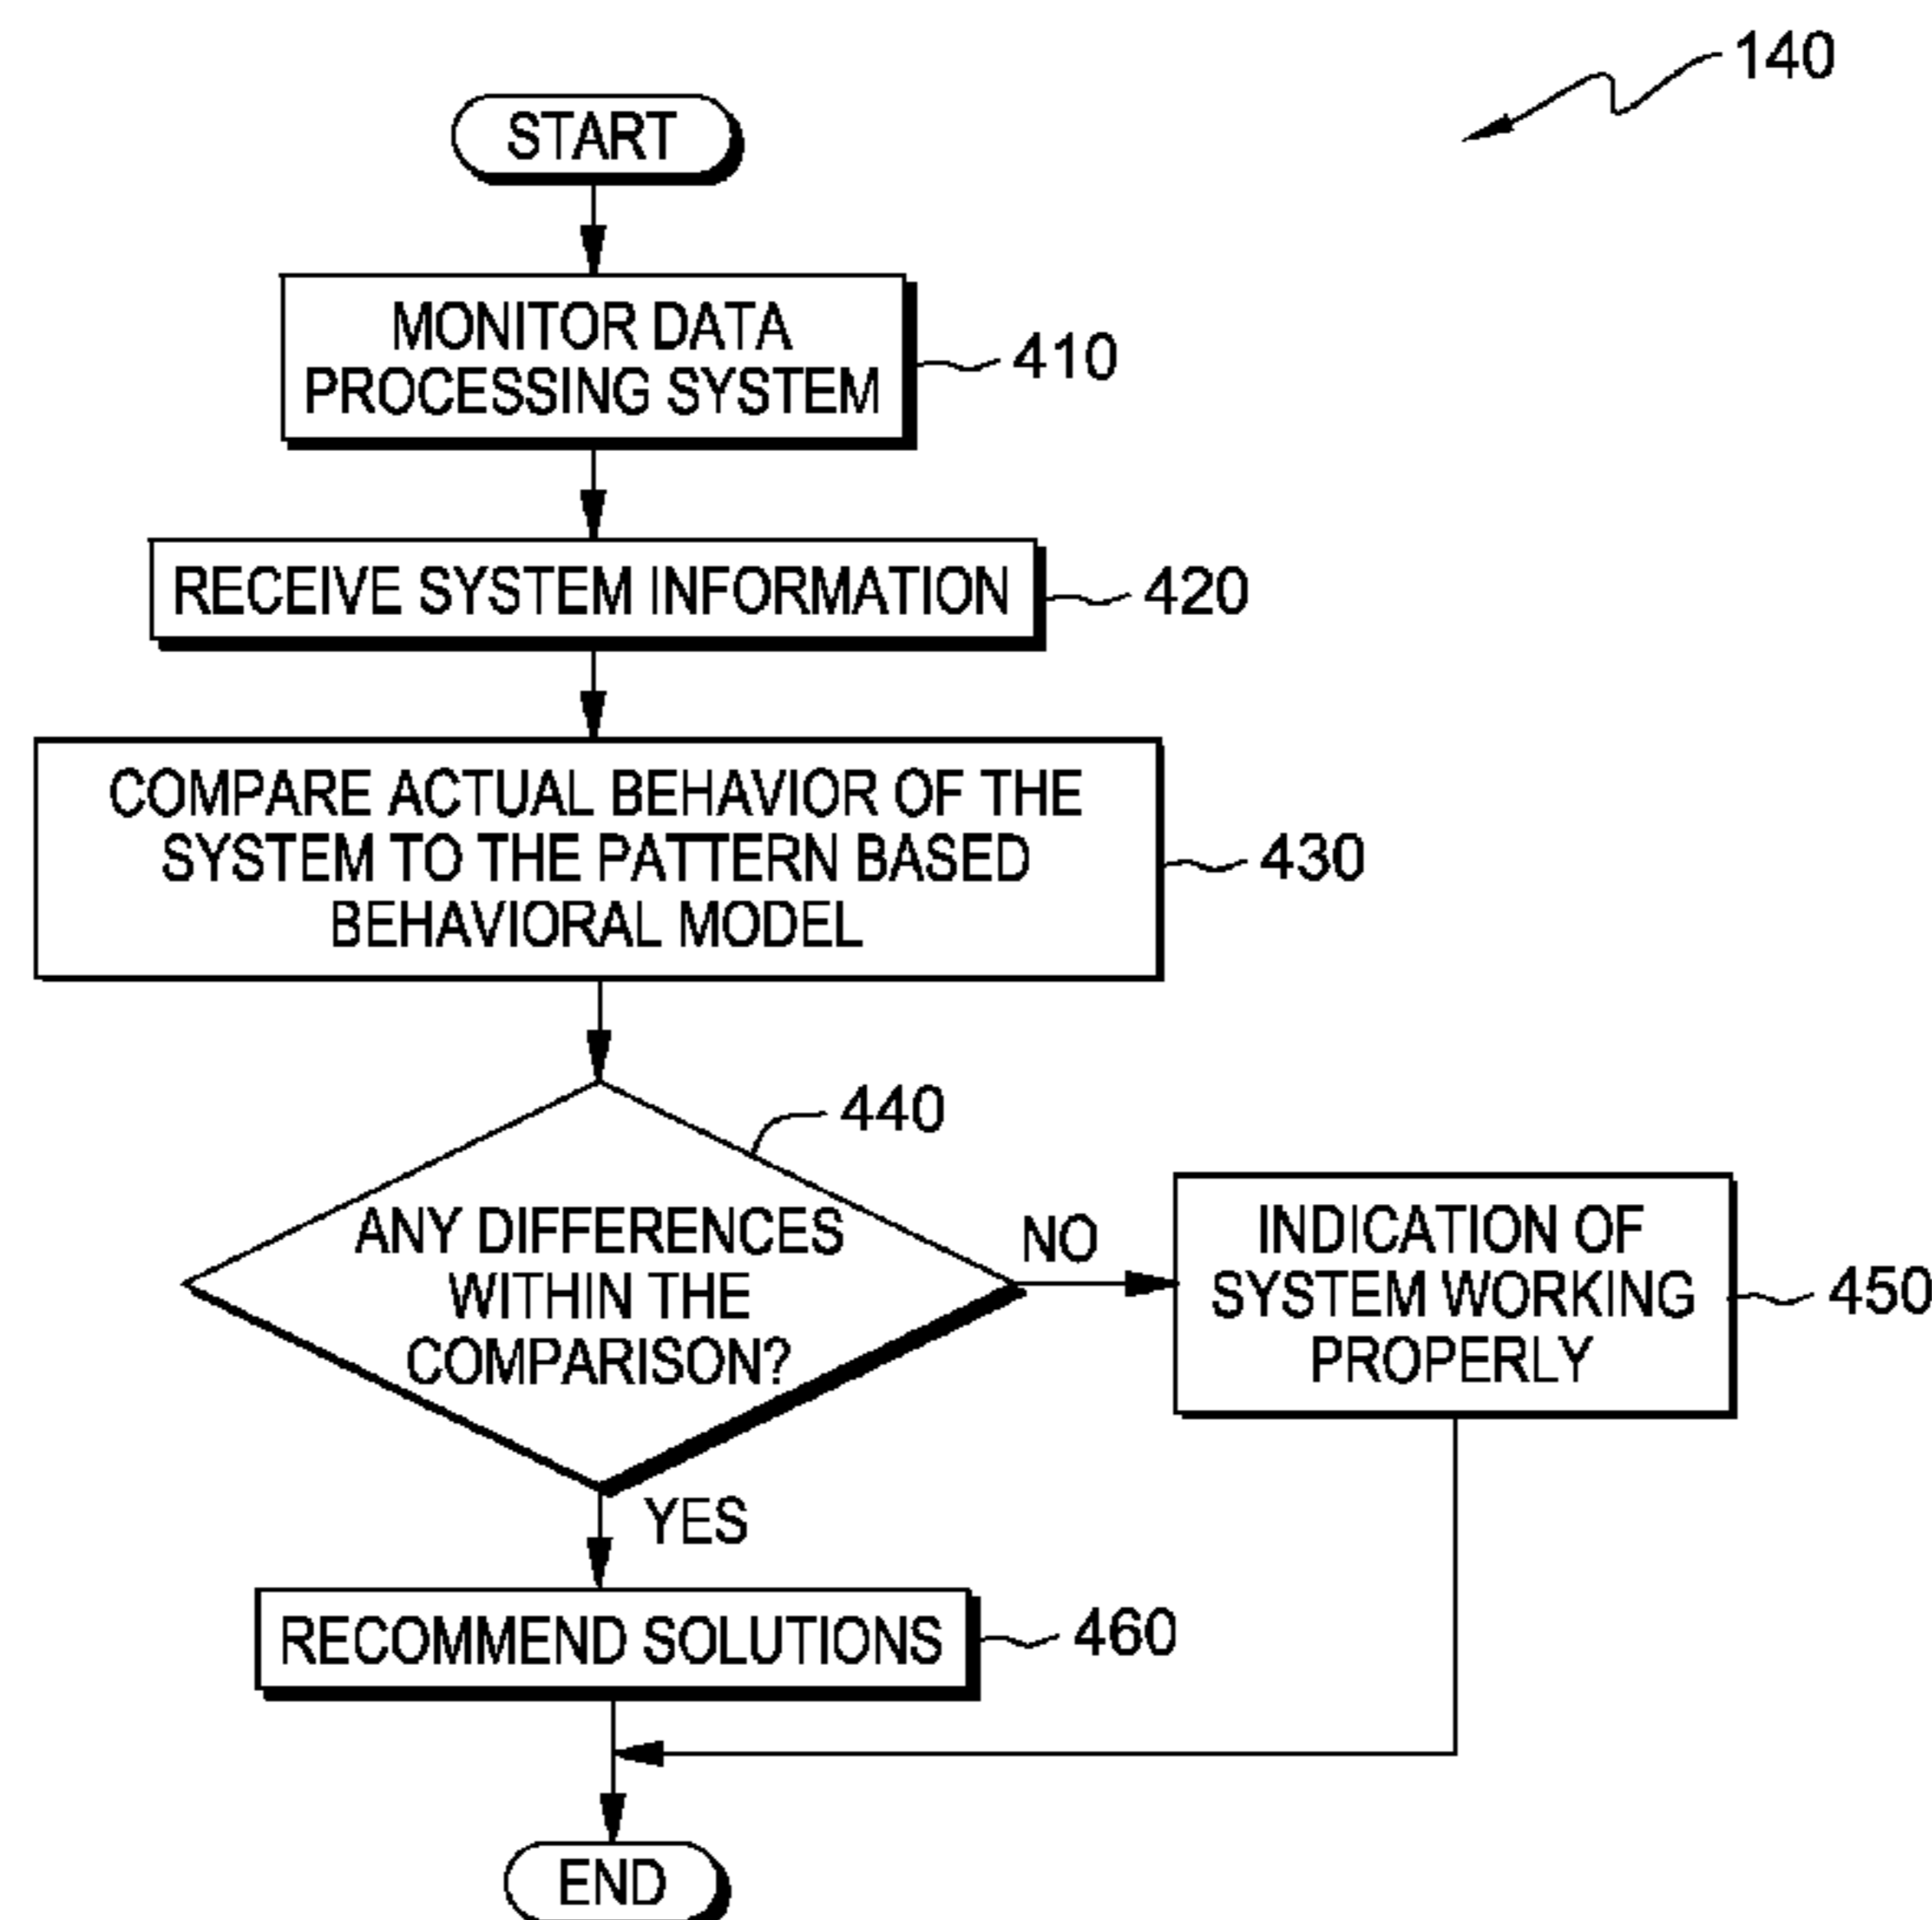 140
START
MONITOR DATA
PROCESSING SYSTEM
410
RECEIVE SYSTEM INFORMATION
420
COMPARE ACTUAL BEHAVIOR OF THE
SYSTEM TO THE PATTERN BASED
BEHAVIORAL MODEL
430
440
ANY DIFFERENCES
WITHIN THE
COMPARISON?
NO
INDICATION OF
SYSTEM WORKING
PROPERLY
450
YES
RECOMMEND SOLUTIONS
460
END